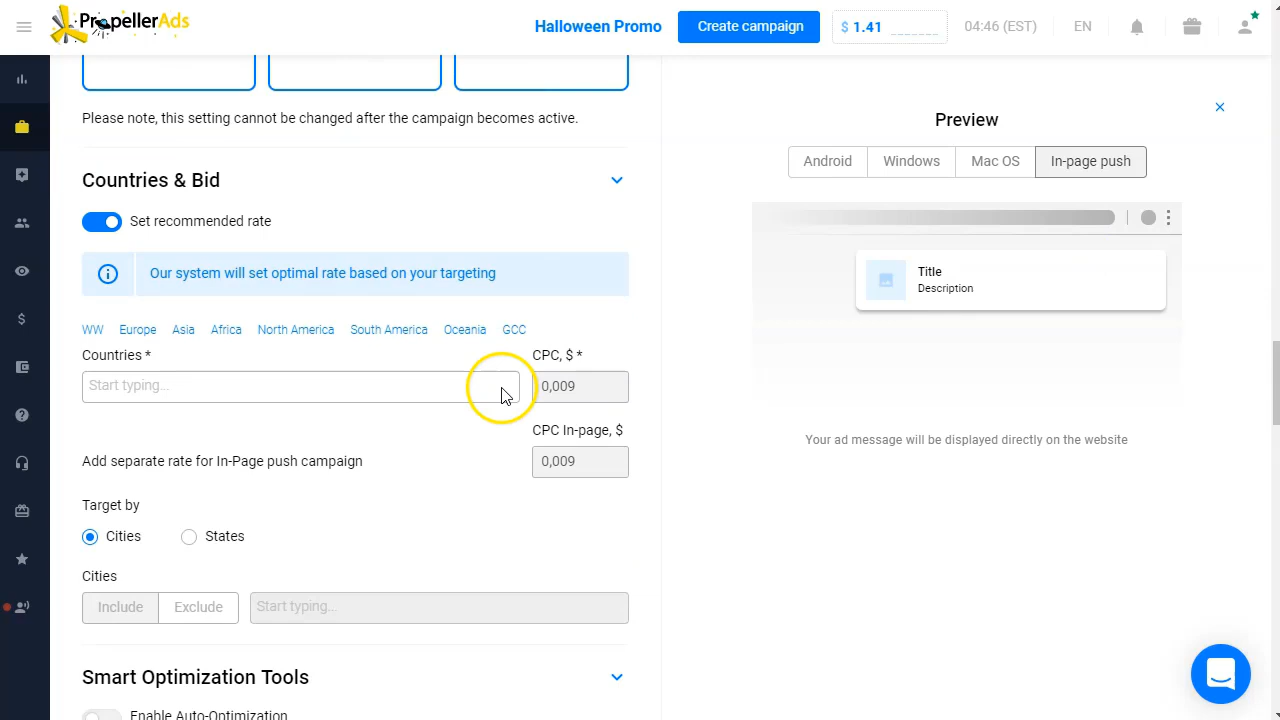 PropellerAds
Halloween Promo
Create campaign
$ 1.41
04:46 (EST)
EN
Please note, this setting cannot be changed after the campaign becomes active.
Countries & Bid
Set recommended rate
Our system will set optimal rate based on your targeting
WW Europe Asia Africa North America South America Oceania GCC
Countries * CPC, $ *
Start typing... 0,009
CPC In-page, $
Add separate rate for In-Page push campaign 0,009
Target by
Cities States
Cities
Include Exclude Start typing...
Smart Optimization Tools
Enable Auto-Optimization
Preview
Android Windows Mac OS In-page push
Title
Description
Your ad message will be displayed directly on the website